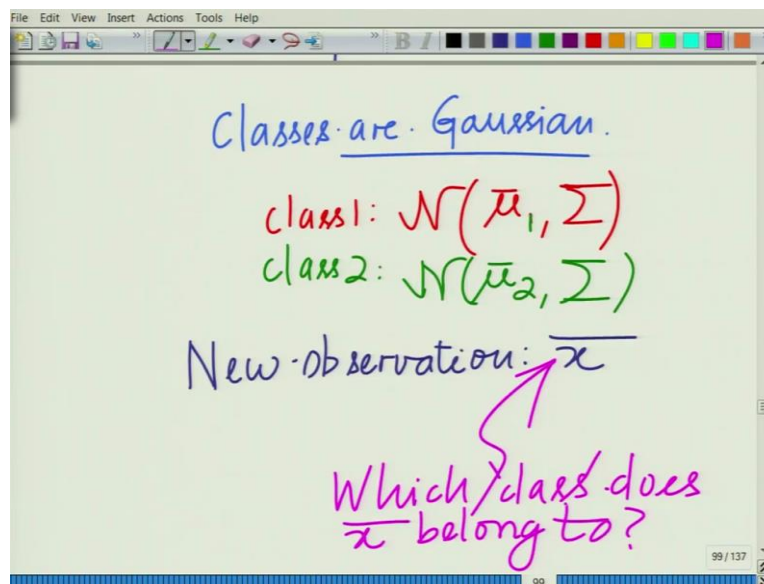 File Edit View Insert Actions Tools Help
B I
Classes are Gaussian.
class1: 𝒩(μ̄₁, Σ)
class2: 𝒩(μ̄₂, Σ)
New observation: x̄
Which class does
x̄ belong to?
99/137
99